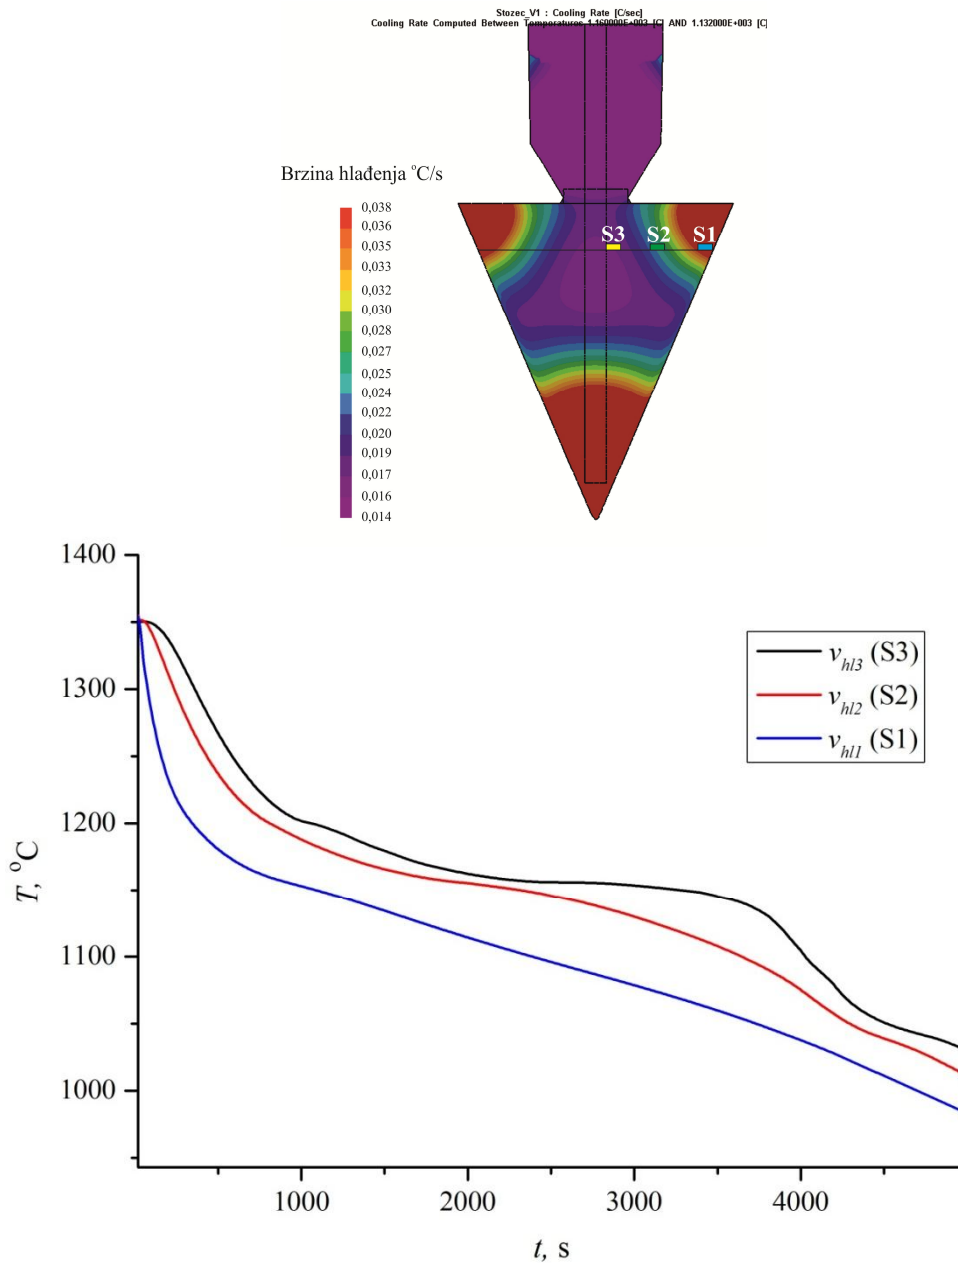 Stozec_V1 : Cooling Rate [C/sec]
Cooling Rate Computed Between Temperatures 1.160000E+003 [C] AND 1.132000E+003 [C]
Brzina hlađenja °C/s
0,038
0,036
0,035
0,033
0,032
0,030
0,028
0,027
0,025
0,024
0,022
0,020
0,019
0,017
0,016
0,014
S3 S2 S1
1400
1300
1200
1100
1000
T, °C
v_hl3 (S3)
v_hl2 (S2)
v_hl1 (S1)
1000 2000 3000 4000
t, s